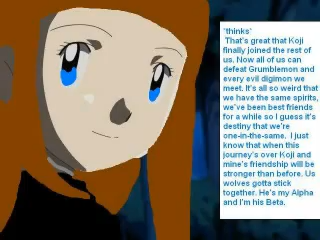 *thinks*
That's great that Koji
finally joined the rest of
us. Now all of us can
defeat Grumblemon and
every evil digimon we
meet. It's all so weird that
we have the same spirits,
we've been best friends
for a while so I guess it's
destiny that we're
one-in-the-same. I just
know that when this
journey's over Koji and
mine's friendship will be
stronger than before. Us
wolves gotta stick
together. He's my Alpha
and I'm his Beta.